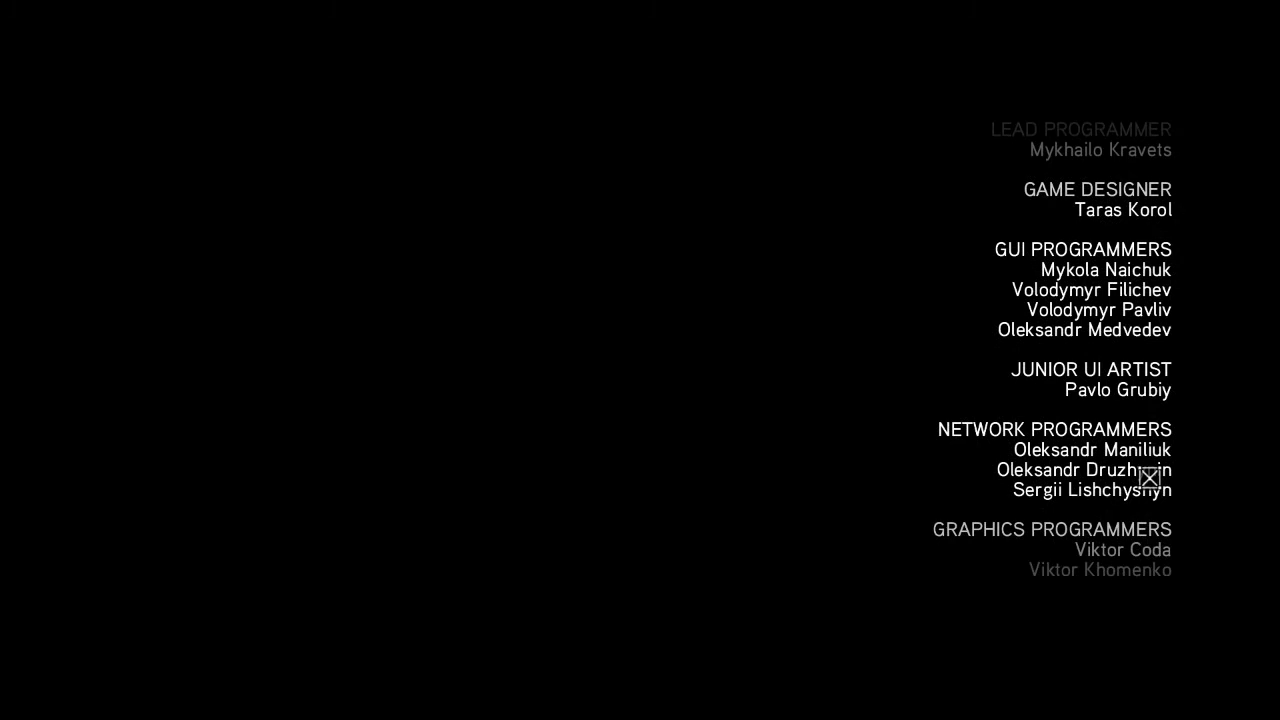 LEAD PROGRAMMER
Mykhailo Kravets
GAME DESIGNER
Taras Korol
GUI PROGRAMMERS
Mykola Naichuk
Volodymyr Filichev
Volodymyr Pavliv
Oleksandr Medvedev
JUNIOR UI ARTIST
Pavlo Grubiy
NETWORK PROGRAMMERS
Oleksandr Maniliuk
Oleksandr
Sergii Lishchyshyn
GRAPHICS PROGRAMMERS
Viktor Coda
Viktor Khomenko